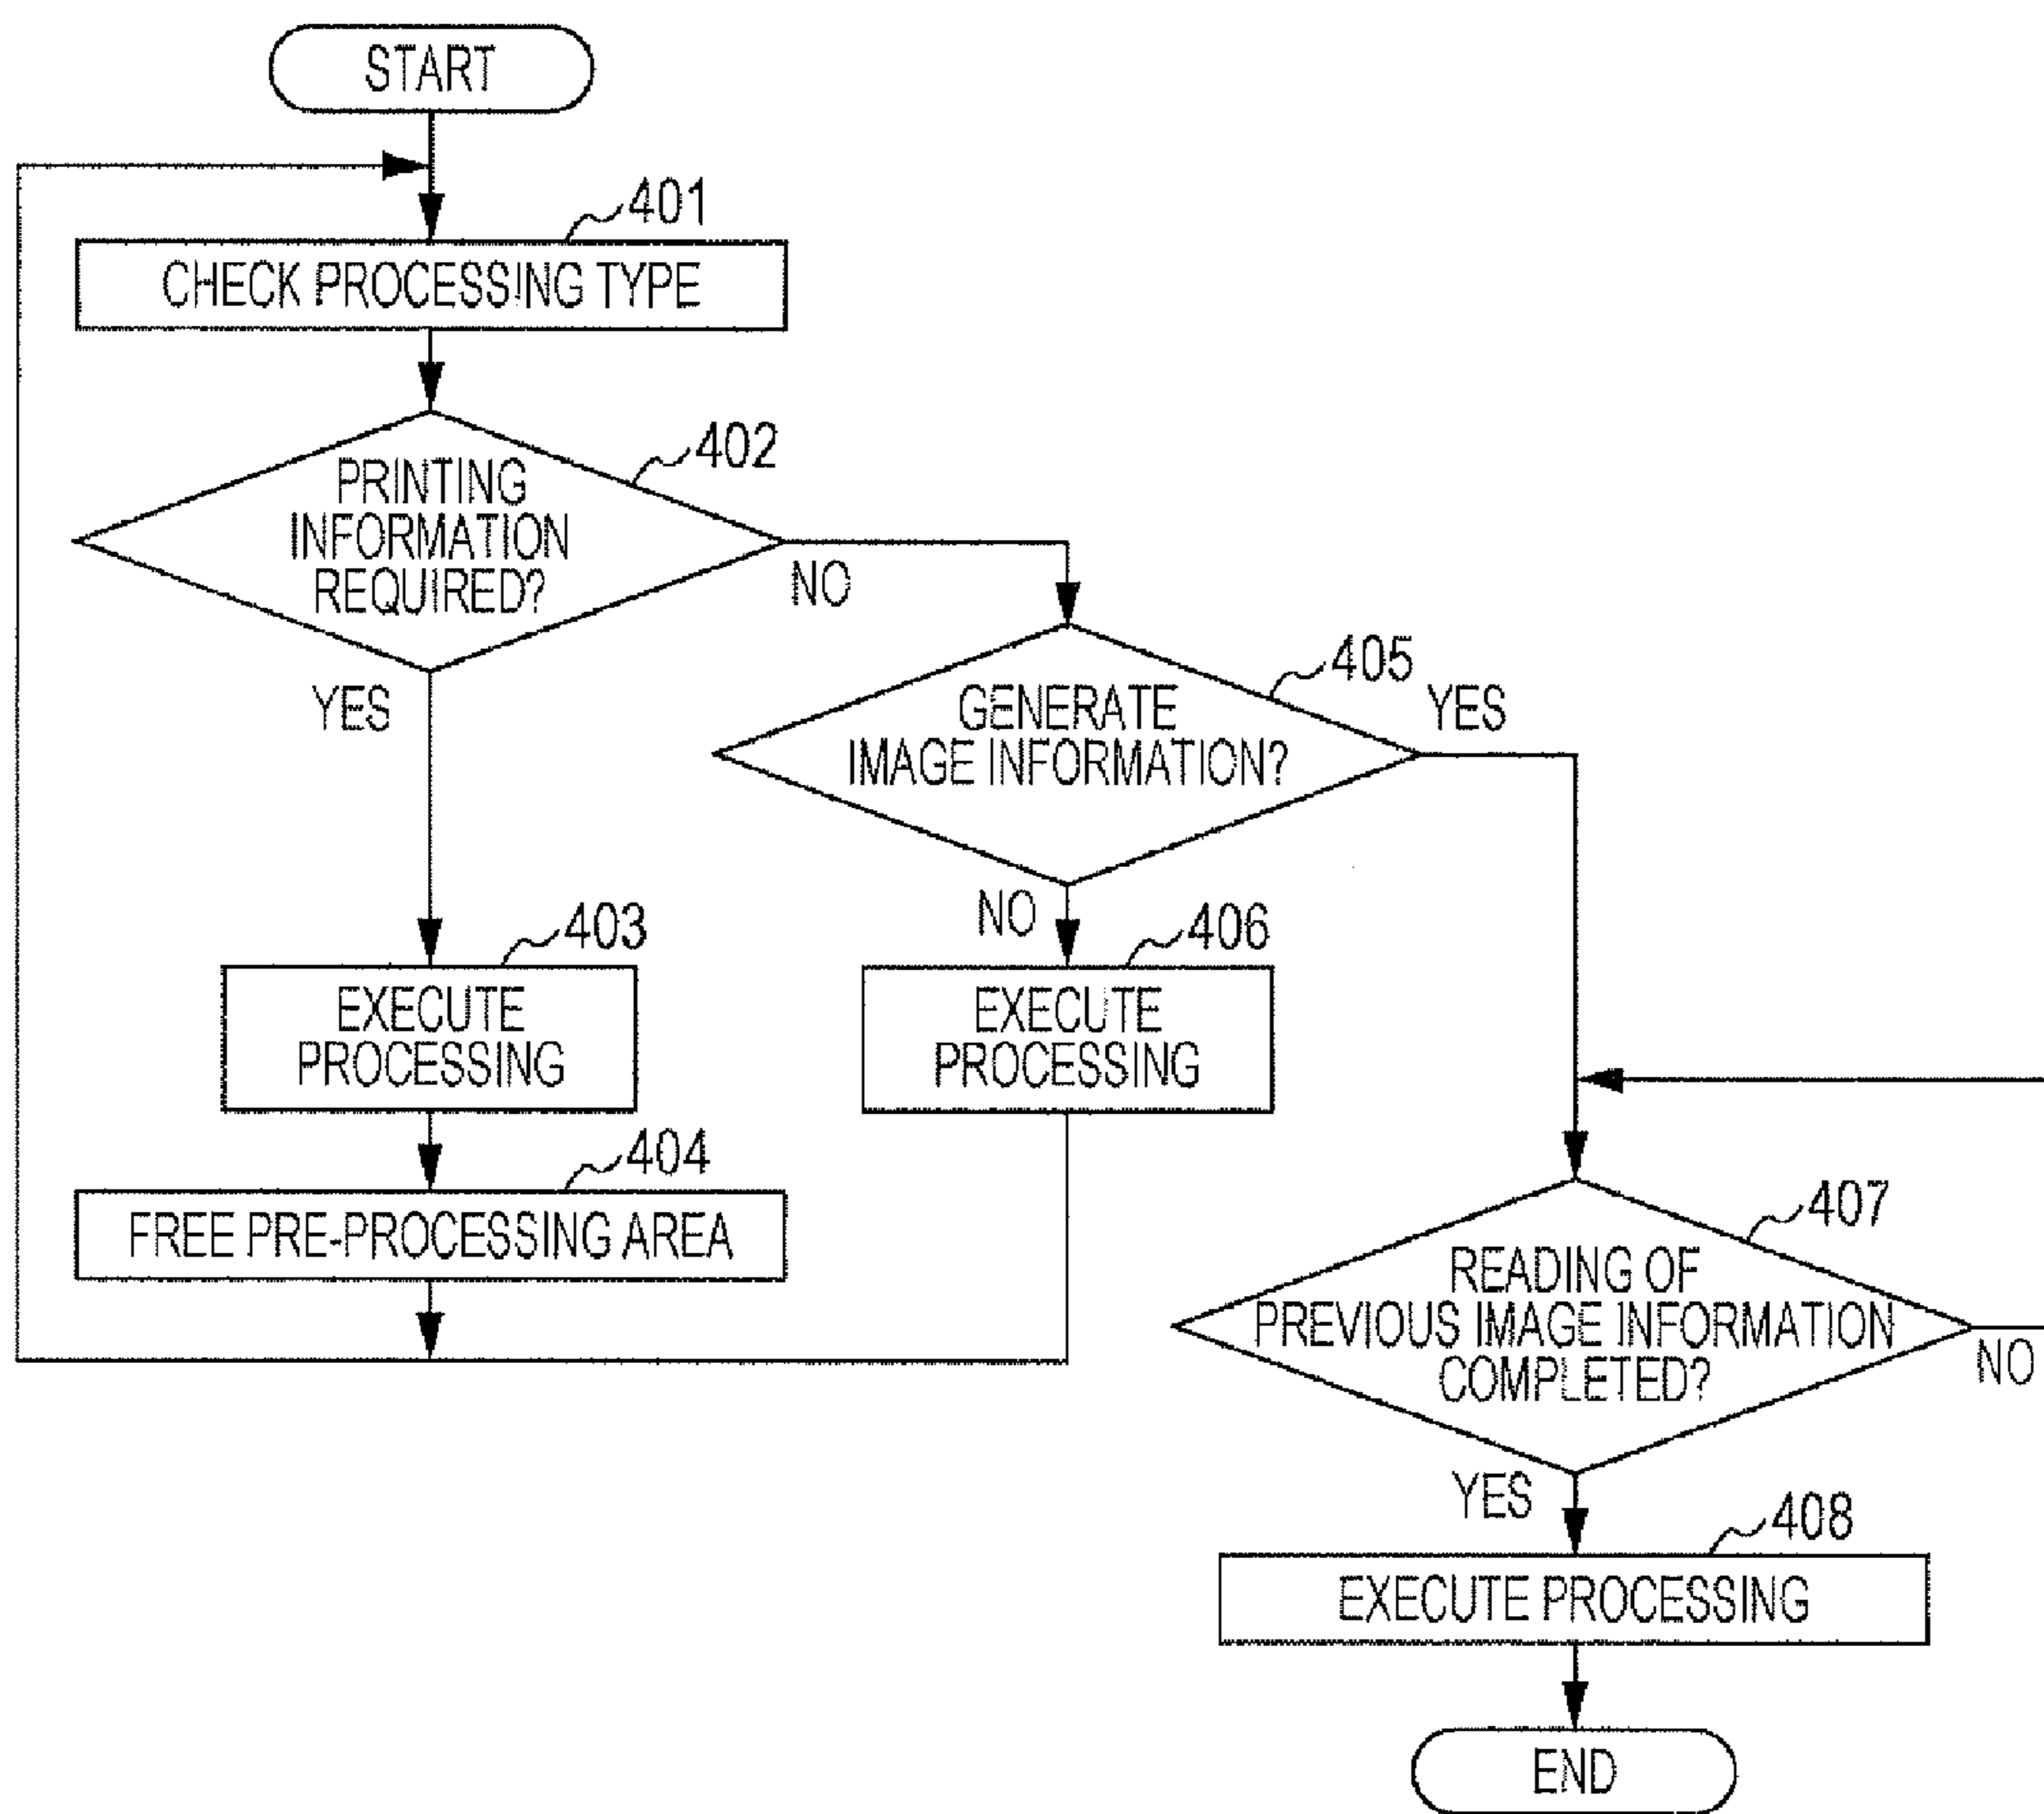 START
401
CHECK PROCESSING TYPE
402
PRINTING
INFORMATION
REQUIRED?
NO
YES
405
GENERATE
IMAGE INFORMATION?
YES
NO
403
EXECUTE
PROCESSING
406
EXECUTE
PROCESSING
404
FREE PRE-PROCESSING AREA
407
READING OF
PREVIOUS IMAGE INFORMATION
COMPLETED?
NO
YES
408
EXECUTE PROCESSING
END